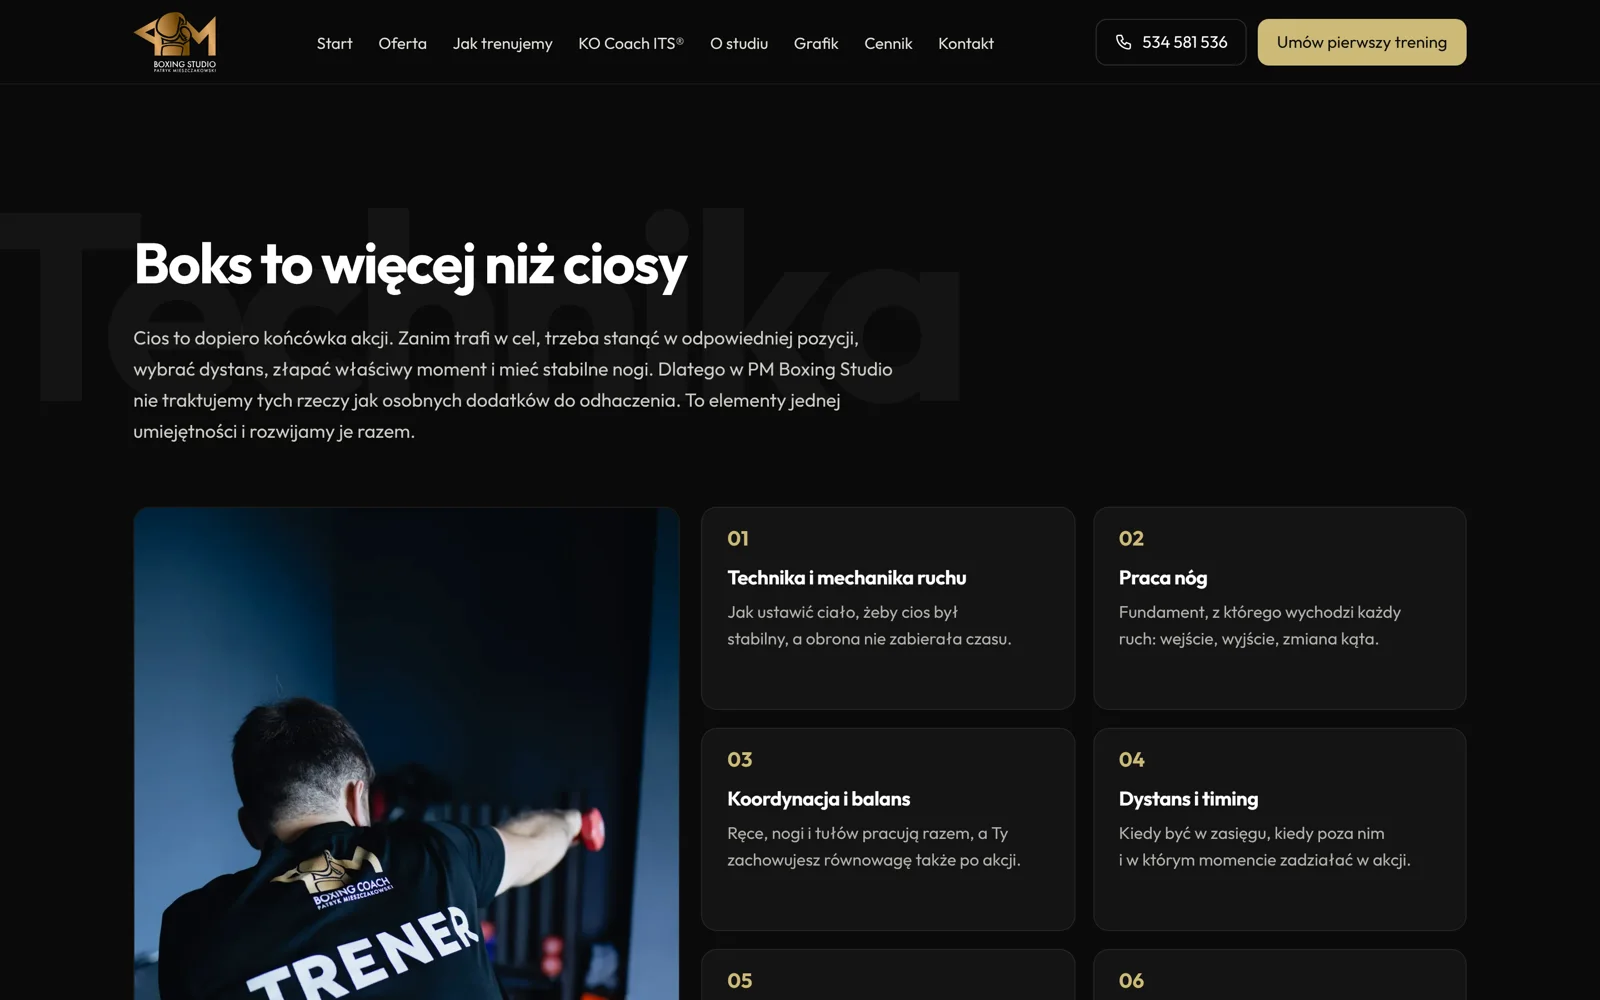 PM
BOXING STUDIO
PATRYK MIESZCZAKOWSKI
Start
Oferta
Jak trenujemy
KO Coach ITS®
O studiu
Grafik
Cennik
Kontakt
534 581 536
Umów pierwszy trening
Technika
Boks to więcej niż ciosy
Cios to dopiero końcówka akcji. Zanim trafi w cel, trzeba stanąć w odpowiedniej pozycji,
wybrać dystans, złapać właściwy moment i mieć stabilne nogi. Dlatego w PM Boxing Studio
nie traktujemy tych rzeczy jak osobnych dodatków do odhaczenia. To elementy jednej
umiejętności i rozwijamy je razem.
BOXING COACH
PATRYK MIESZCZAKOWSKI
TRENER
01
Technika i mechanika ruchu
Jak ustawić ciało, żeby cios był
stabilny, a obrona nie zabierała czasu.
02
Praca nóg
Fundament, z którego wychodzi każdy
ruch: wejście, wyjście, zmiana kąta.
03
Koordynacja i balans
Ręce, nogi i tułów pracują razem, a Ty
zachowujesz równowagę także po akcji.
04
Dystans i timing
Kiedy być w zasięgu, kiedy poza nim
i w którym momencie zadziałać w akcji.
05
06